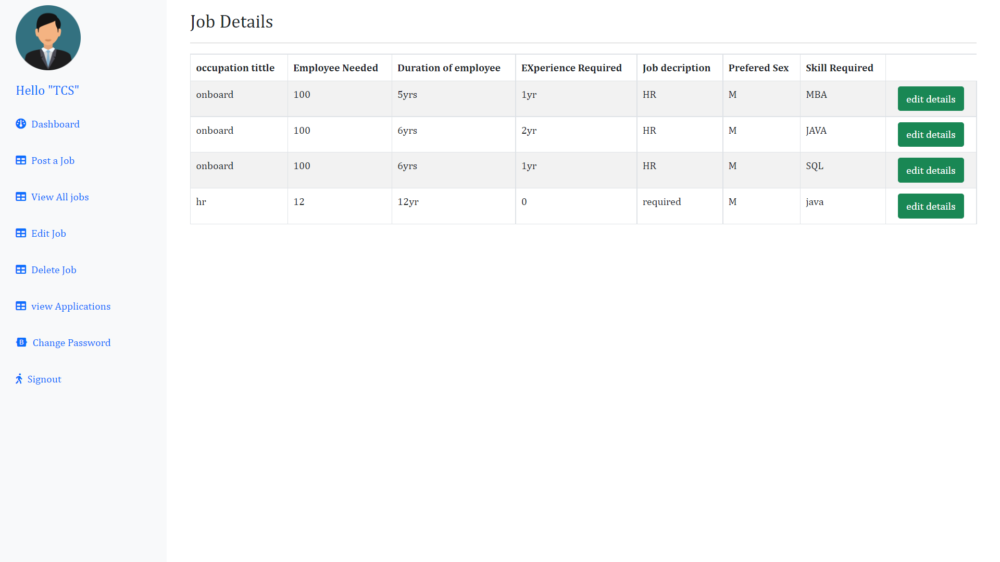 Hello "TCS"
Dashboard
Post a Job
View All jobs
Edit Job
Delete Job
view Applications
B Change Password
Signout
Job Details
occupation tittle Employee Needed Duration of employee EXperience Required Job decription Prefered Sex Skill Required
onboard 100 5yrs 1yr HR M MBA edit details
onboard 100 6yrs 2yr HR M JAVA edit details
onboard 100 6yrs 1yr HR M SQL edit details
hr 12 12yr 0 required M java edit details